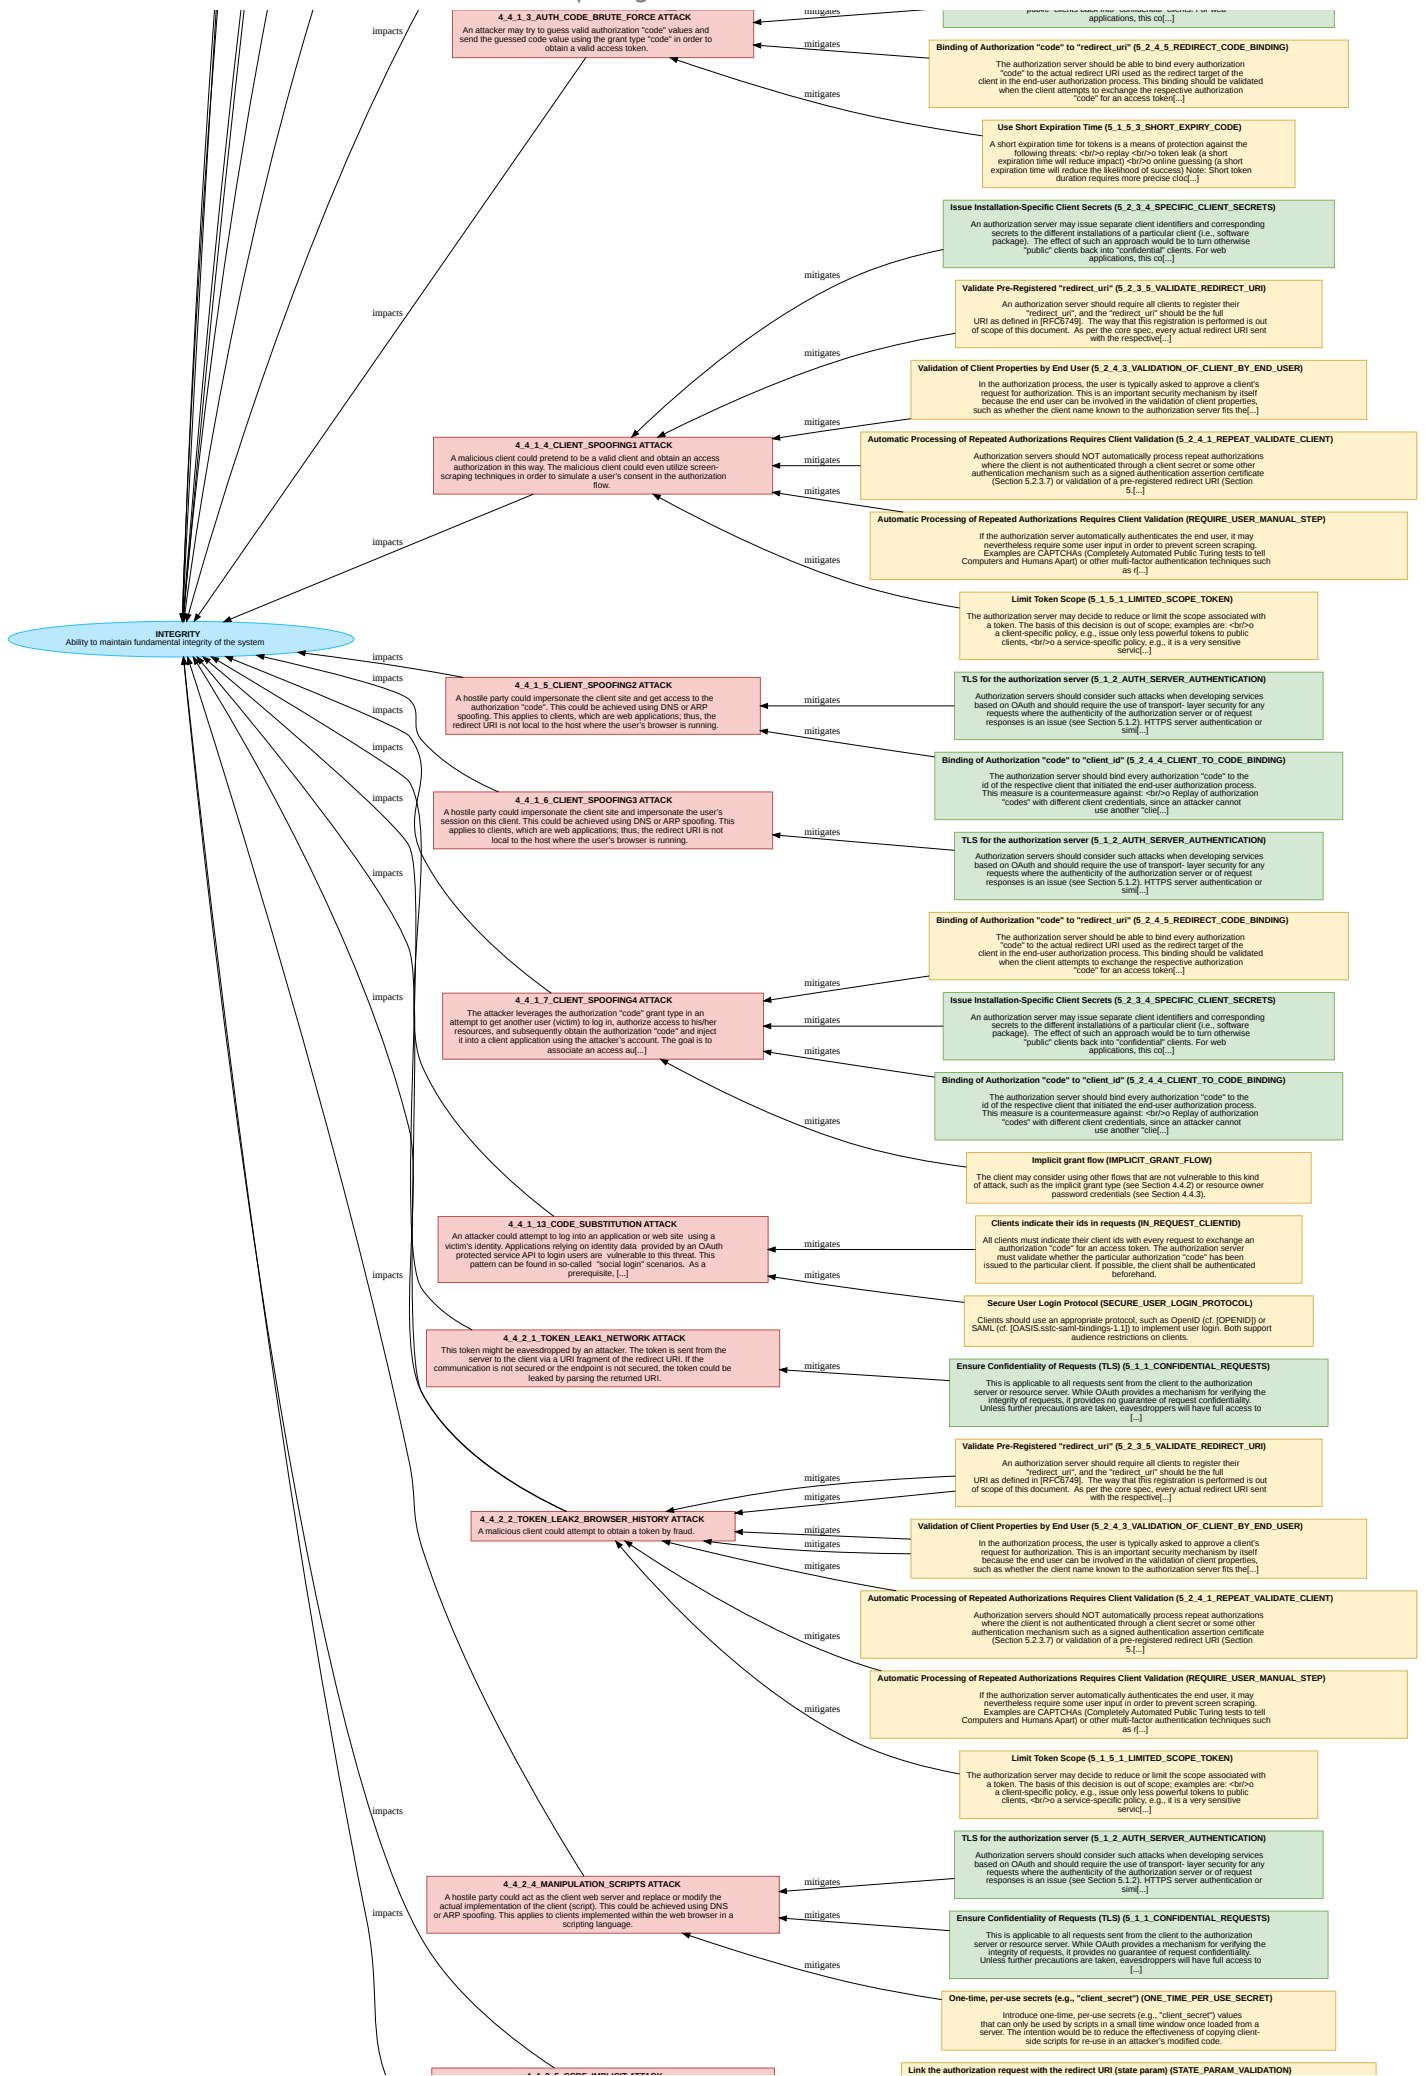 impacts
4_4_1_3_AUTH_CODE_BRUTE_FORCE ATTACK
An attacker may try to guess valid authorization "code" values and
send the guessed code value using the grant type "code" in order to
obtain a valid access token.
mitigates
applications, this co[...]
mitigates
Binding of Authorization "code" to "redirect_uri" (5_2_4_5_REDIRECT_CODE_BINDING)
The authorization server should be able to bind every authorization
"code" to the actual redirect URI used as the redirect target of the
client in the end-user authorization process. This binding should be validated
when the client attempts to exchange the respective authorization
"code" for an access token[...]
mitigates
Use Short Expiration Time (5_1_5_3_SHORT_EXPIRY_CODE)
A short expiration time for tokens is a means of protection against the
following threats: <br/>o replay <br/>o token leak (a short
expiration time will reduce impact) <br/>o online guessing (a short
expiration time will reduce the likelihood of success) Note: Short token
duration requires more precise cloc[...]
impacts
Issue Installation-Specific Client Secrets (5_2_3_4_SPECIFIC_CLIENT_SECRETS)
An authorization server may issue separate client identifiers and corresponding
secrets to the different installations of a particular client (i.e., software
package).  The effect of such an approach would be to turn otherwise
"public" clients back into "confidential" clients. For web
applications, this co[...]
mitigates
Validate Pre-Registered "redirect_uri" (5_2_3_5_VALIDATE_REDIRECT_URI)
An authorization server should require all clients to register their
"redirect_uri", and the "redirect_uri" should be the full
URI as defined in [RFC6749].  The way that this registration is performed is out
of scope of this document.  As per the core spec, every actual redirect URI sent
with the respective[...]
mitigates
Validation of Client Properties by End User (5_2_4_3_VALIDATION_OF_CLIENT_BY_END_USER)
In the authorization process, the user is typically asked to approve a client's
request for authorization. This is an important security mechanism by itself
because the end user can be involved in the validation of client properties,
such as whether the client name known to the authorization server fits the[...]
mitigates
4_4_1_4_CLIENT_SPOOFING1 ATTACK
A malicious client could pretend to be a valid client and obtain an access
authorization in this way. The malicious client could even utilize screen-
scraping techniques in order to simulate a user's consent in the authorization
flow.
mitigates
Automatic Processing of Repeated Authorizations Requires Client Validation (5_2_4_1_REPEAT_VALIDATE_CLIENT)
Authorization servers should NOT automatically process repeat authorizations
where the client is not authenticated through a client secret or some other
authentication mechanism such as a signed authentication assertion certificate
(Section 5.2.3.7) or validation of a pre-registered redirect URI (Section
5.[...]
mitigates
impacts
Automatic Processing of Repeated Authorizations Requires Client Validation (REQUIRE_USER_MANUAL_STEP)
If the authorization server automatically authenticates the end user, it may
nevertheless require some user input in order to prevent screen scraping.
Examples are CAPTCHAs (Completely Automated Public Turing tests to tell
Computers and Humans Apart) or other multi-factor authentication techniques such
as r[...]
mitigates
Limit Token Scope (5_1_5_1_LIMITED_SCOPE_TOKEN)
The authorization server may decide to reduce or limit the scope associated with
a token. The basis of this decision is out of scope; examples are: <br/>o
a client-specific policy, e.g., issue only less powerful tokens to public
clients, <br/>o a service-specific policy, e.g., it is a very sensitive
servic[...]
INTEGRITY
Ability to maintain fundamental integrity of the system
impacts
impacts
impacts
impacts
impacts
impacts
impacts
impacts
impacts
impacts
4_4_1_5_CLIENT_SPOOFING2 ATTACK
A hostile party could impersonate the client site and get access to the
authorization "code". This could be achieved using DNS or ARP
spoofing. This applies to clients, which are web applications; thus, the
redirect URI is not local to the host where the user's browser is running.
mitigates
TLS for the authorization server (5_1_2_AUTH_SERVER_AUTHENTICATION)
Authorization servers should consider such attacks when developing services
based on OAuth and should require the use of transport- layer security for any
requests where the authenticity of the authorization server or of request
responses is an issue (see Section 5.1.2). HTTPS server authentication or
simi[...]
mitigates
Binding of Authorization "code" to "client_id" (5_2_4_4_CLIENT_TO_CODE_BINDING)
The authorization server should bind every authorization "code" to the
id of the respective client that initiated the end-user authorization process.
This measure is a countermeasure against: <br/>o Replay of authorization
"codes" with different client credentials, since an attacker cannot
use another "clie[...]
4_4_1_6_CLIENT_SPOOFING3 ATTACK
A hostile party could impersonate the client site and impersonate the user's
session on this client. This could be achieved using DNS or ARP spoofing. This
applies to clients, which are web applications; thus, the redirect URI is not
local to the host where the user's browser is running.
mitigates
TLS for the authorization server (5_1_2_AUTH_SERVER_AUTHENTICATION)
Authorization servers should consider such attacks when developing services
based on OAuth and should require the use of transport- layer security for any
requests where the authenticity of the authorization server or of request
responses is an issue (see Section 5.1.2). HTTPS server authentication or
simi[...]
Binding of Authorization "code" to "redirect_uri" (5_2_4_5_REDIRECT_CODE_BINDING)
The authorization server should be able to bind every authorization
"code" to the actual redirect URI used as the redirect target of the
client in the end-user authorization process. This binding should be validated
when the client attempts to exchange the respective authorization
"code" for an access token[...]
mitigates
4_4_1_7_CLIENT_SPOOFING4 ATTACK
The attacker leverages the authorization "code" grant type in an
attempt to get another user (victim) to log in, authorize access to his/her
resources, and subsequently obtain the authorization "code" and inject
it into a client application using the attacker's account. The goal is to
associate an access au[...]
mitigates
Issue Installation-Specific Client Secrets (5_2_3_4_SPECIFIC_CLIENT_SECRETS)
An authorization server may issue separate client identifiers and corresponding
secrets to the different installations of a particular client (i.e., software
package).  The effect of such an approach would be to turn otherwise
"public" clients back into "confidential" clients. For web
applications, this co[...]
mitigates
Binding of Authorization "code" to "client_id" (5_2_4_4_CLIENT_TO_CODE_BINDING)
The authorization server should bind every authorization "code" to the
id of the respective client that initiated the end-user authorization process.
This measure is a countermeasure against: <br/>o Replay of authorization
"codes" with different client credentials, since an attacker cannot
use another "clie[...]
mitigates
Implicit grant flow (IMPLICIT_GRANT_FLOW)
The client may consider using other flows that are not vulnerable to this kind
of attack, such as the implicit grant type (see Section 4.4.2) or resource owner
password credentials (see Section 4.4.3).
4_4_1_13_CODE_SUBSTITUTION ATTACK
An attacker could attempt to log into an application or web site  using a
victim's identity. Applications relying on identity data  provided by an OAuth
protected service API to login users are  vulnerable to this threat. This
pattern can be found in so-called  "social login" scenarios.  As a
prerequisite, [...]
mitigates
Clients indicate their ids in requests (IN_REQUEST_CLIENTID)
All clients must indicate their client ids with every request to exchange an
authorization "code" for an access token. The authorization server
must validate whether the particular authorization "code" has been
issued to the particular client. If possible, the client shall be authenticated
beforehand.
mitigates
Secure User Login Protocol (SECURE_USER_LOGIN_PROTOCOL)
Clients should use an appropriate protocol, such as OpenID (cf. [OPENID]) or
SAML (cf. [OASIS.sstc-saml-bindings-1.1]) to implement user login. Both support
audience restrictions on clients.
4_4_2_1_TOKEN_LEAK1_NETWORK ATTACK
This token might be eavesdropped by an attacker. The token is sent from the
server to the client via a URI fragment of the redirect URI. If the
communication is not secured or the endpoint is not secured, the token could be
leaked by parsing the returned URI.
mitigates
Ensure Confidentiality of Requests (TLS) (5_1_1_CONFIDENTIAL_REQUESTS)
This is applicable to all requests sent from the client to the authorization
server or resource server. While OAuth provides a mechanism for verifying the
integrity of requests, it provides no guarantee of request confidentiality.
Unless further precautions are taken, eavesdroppers will have full access to
[...]
Validate Pre-Registered "redirect_uri" (5_2_3_5_VALIDATE_REDIRECT_URI)
An authorization server should require all clients to register their
"redirect_uri", and the "redirect_uri" should be the full
URI as defined in [RFC6749].  The way that this registration is performed is out
of scope of this document.  As per the core spec, every actual redirect URI sent
with the respective[...]
mitigates
mitigates
4_4_2_2_TOKEN_LEAK2_BROWSER_HISTORY ATTACK
A malicious client could attempt to obtain a token by fraud.
mitigates
mitigates
Validation of Client Properties by End User (5_2_4_3_VALIDATION_OF_CLIENT_BY_END_USER)
In the authorization process, the user is typically asked to approve a client's
request for authorization. This is an important security mechanism by itself
because the end user can be involved in the validation of client properties,
such as whether the client name known to the authorization server fits the[...]
mitigates
Automatic Processing of Repeated Authorizations Requires Client Validation (5_2_4_1_REPEAT_VALIDATE_CLIENT)
Authorization servers should NOT automatically process repeat authorizations
where the client is not authenticated through a client secret or some other
authentication mechanism such as a signed authentication assertion certificate
(Section 5.2.3.7) or validation of a pre-registered redirect URI (Section
5.[...]
mitigates
Automatic Processing of Repeated Authorizations Requires Client Validation (REQUIRE_USER_MANUAL_STEP)
If the authorization server automatically authenticates the end user, it may
nevertheless require some user input in order to prevent screen scraping.
Examples are CAPTCHAs (Completely Automated Public Turing tests to tell
Computers and Humans Apart) or other multi-factor authentication techniques such
as r[...]
mitigates
Limit Token Scope (5_1_5_1_LIMITED_SCOPE_TOKEN)
The authorization server may decide to reduce or limit the scope associated with
a token. The basis of this decision is out of scope; examples are: <br/>o
a client-specific policy, e.g., issue only less powerful tokens to public
clients, <br/>o a service-specific policy, e.g., it is a very sensitive
servic[...]
4_4_2_4_MANIPULATION_SCRIPTS ATTACK
A hostile party could act as the client web server and replace or modify the
actual implementation of the client (script). This could be achieved using DNS
or ARP spoofing. This applies to clients implemented within the web browser in a
scripting language.
mitigates
TLS for the authorization server (5_1_2_AUTH_SERVER_AUTHENTICATION)
Authorization servers should consider such attacks when developing services
based on OAuth and should require the use of transport- layer security for any
requests where the authenticity of the authorization server or of request
responses is an issue (see Section 5.1.2). HTTPS server authentication or
simi[...]
mitigates
Ensure Confidentiality of Requests (TLS) (5_1_1_CONFIDENTIAL_REQUESTS)
This is applicable to all requests sent from the client to the authorization
server or resource server. While OAuth provides a mechanism for verifying the
integrity of requests, it provides no guarantee of request confidentiality.
Unless further precautions are taken, eavesdroppers will have full access to
[...]
mitigates
One-time, per-use secrets (e.g., "client_secret") (ONE_TIME_PER_USE_SECRET)
Introduce one-time, per-use secrets (e.g., "client_secret") values
that can only be used by scripts in a small time window once loaded from a
server. The intention would be to reduce the effectiveness of copying client-
side scripts for re-use in an attacker's modified code.
Link the authorization request with the redirect URI (state param) (STATE_PARAM_VALIDATION)